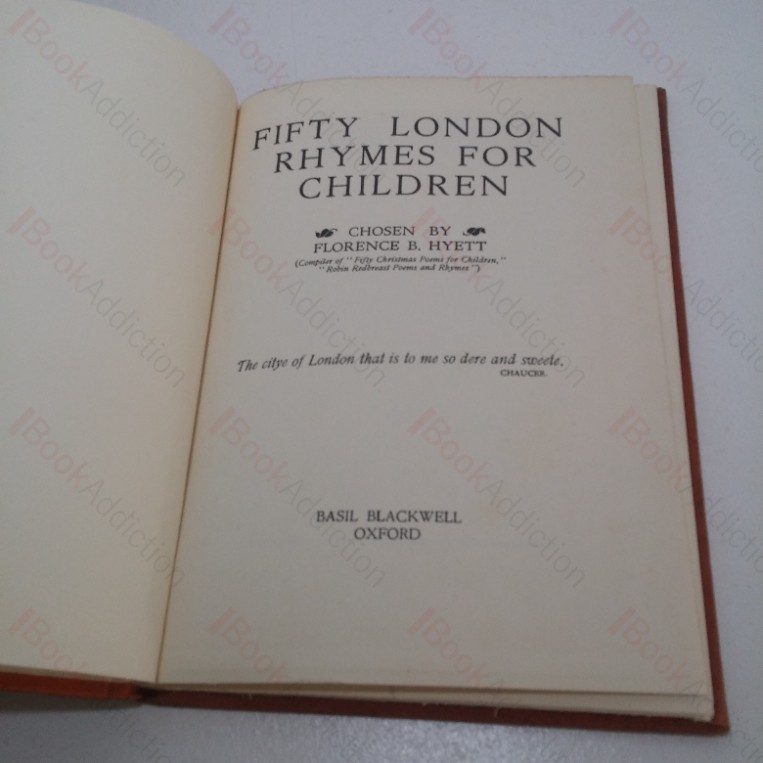 FIFTY LONDON
RHYMES FOR
CHILDREN
CHOSEN BY
FLORENCE B. HYETT
(Compiler of "Fifty Christmas Poems for Children,"
"Robin Redbreast Poems and Rhymes")
The citye of London that is to me so dere and sweete.
CHAUCER.
BASIL BLACKWELL
OXFORD
BookAddiction